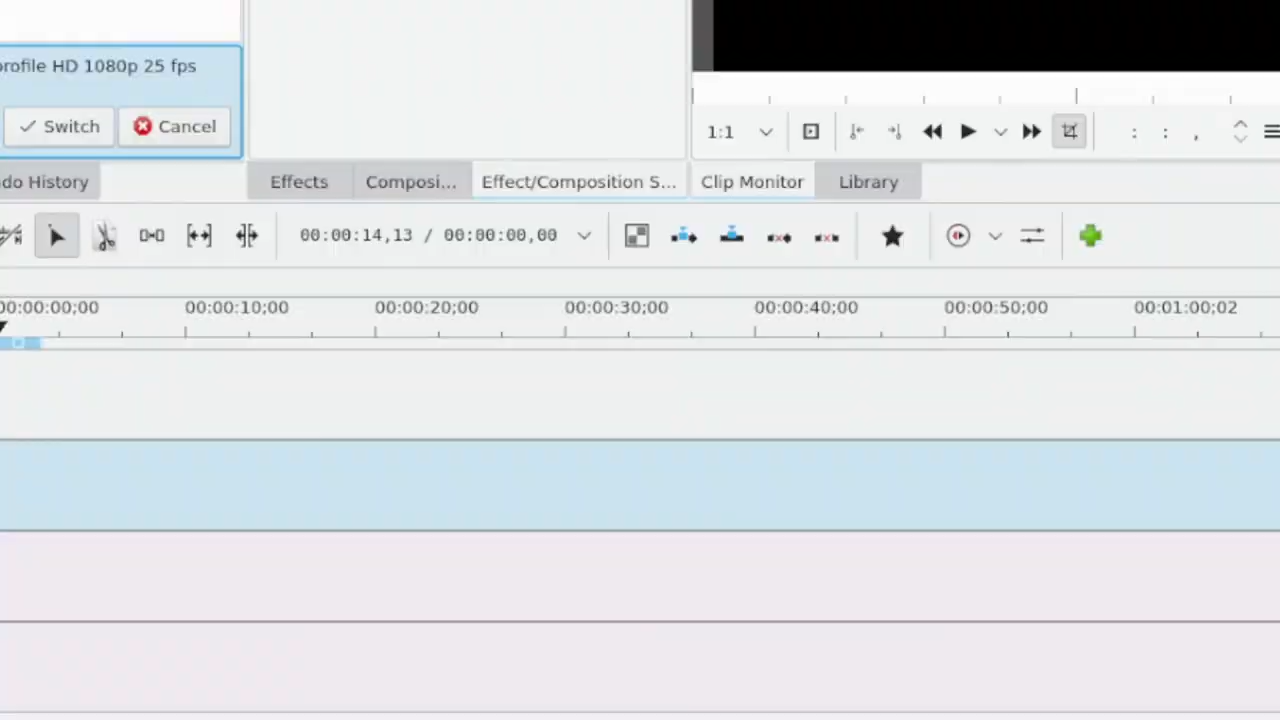 profile HD 1080p 25 fps
Switch
Cancel
1:1
: : ,
do History
Effects
Composi...
Effect/Composition S...
Clip Monitor
Library
00:00:14,13 / 00:00:00,00
00:00:00;00
00:00:10;00
00:00:20;00
00:00:30;00
00:00:40;00
00:00:50;00
00:01:00;02